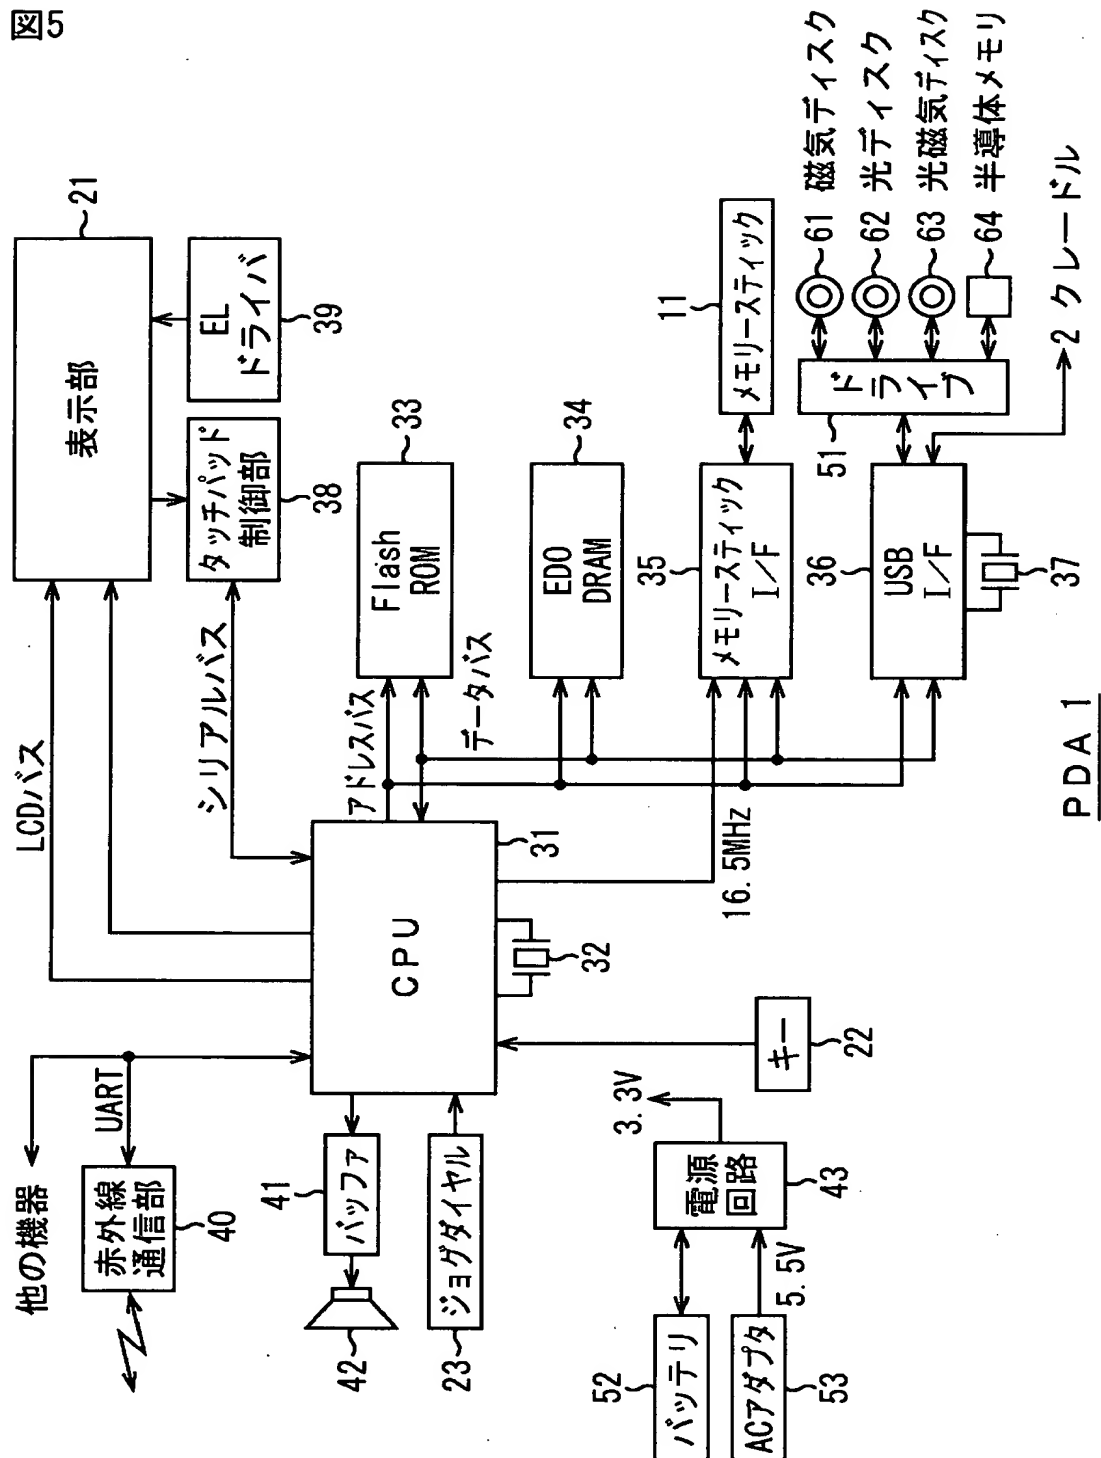 図5
他の機器
UART
赤外線
通信部
40
LCDバス
シリアルバス
表示部
21
タッチパッド
制御部
38
EL
ドライバ
39
バッファ
41
42
ジョグダイヤル
23
CPU
31
32
アドレスバス
データバス
Flash
ROM
33
EDO
DRAM
34
16.5MHz
メモリースティック
I/F
35
メモリースティック
11
USB
I/F
36
37
ドライブ
51
61 磁気ディスク
62 光ディスク
63 光磁気ディスク
64 半導体メモリ
2 クレードル
キー
22
3.3V
電源
回路
43
バッテリ
52
5.5V
ACアダプタ
53
PDA 1